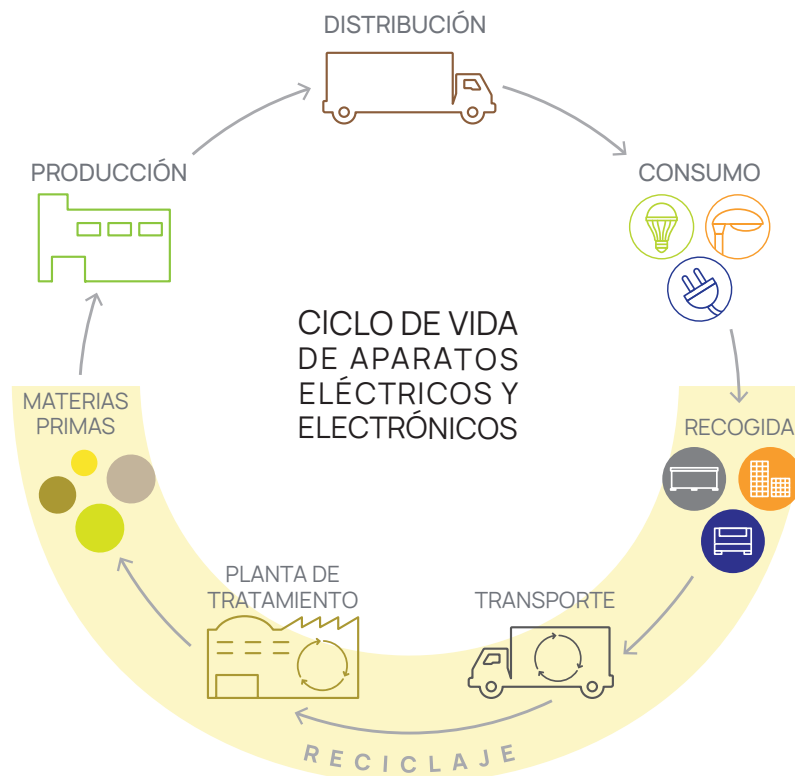 DISTRIBUCIÓN
PRODUCCIÓN
CONSUMO
CICLO DE VIDA
DE APARATOS
ELÉCTRICOS Y
ELECTRÓNICOS
MATERIAS
PRIMAS
RECOGIDA
PLANTA DE
TRATAMIENTO
TRANSPORTE
RECICLAJE